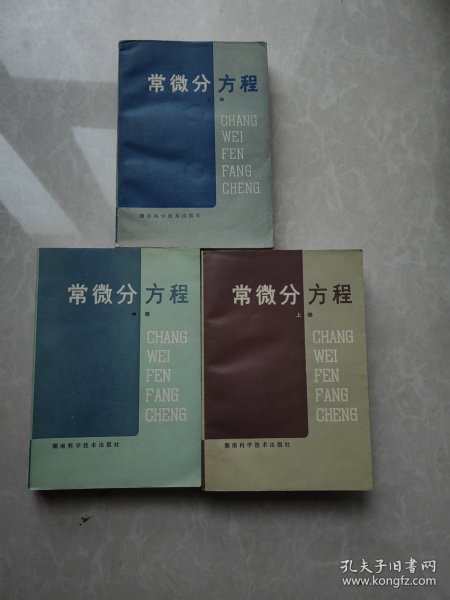 常微分方程
下册
CHANG
WEI
FEN
FANG
CHENG
湖南科学技术出版社
常微分方程
中册
CHANG
WEI
FEN
FANG
CHENG
湖南科学技术出版社
常微分方程
上册
CHANG
WEI
FEN
FANG
CHENG
湖南科学技术出版社
孔夫子旧书网
www.kongfz.com